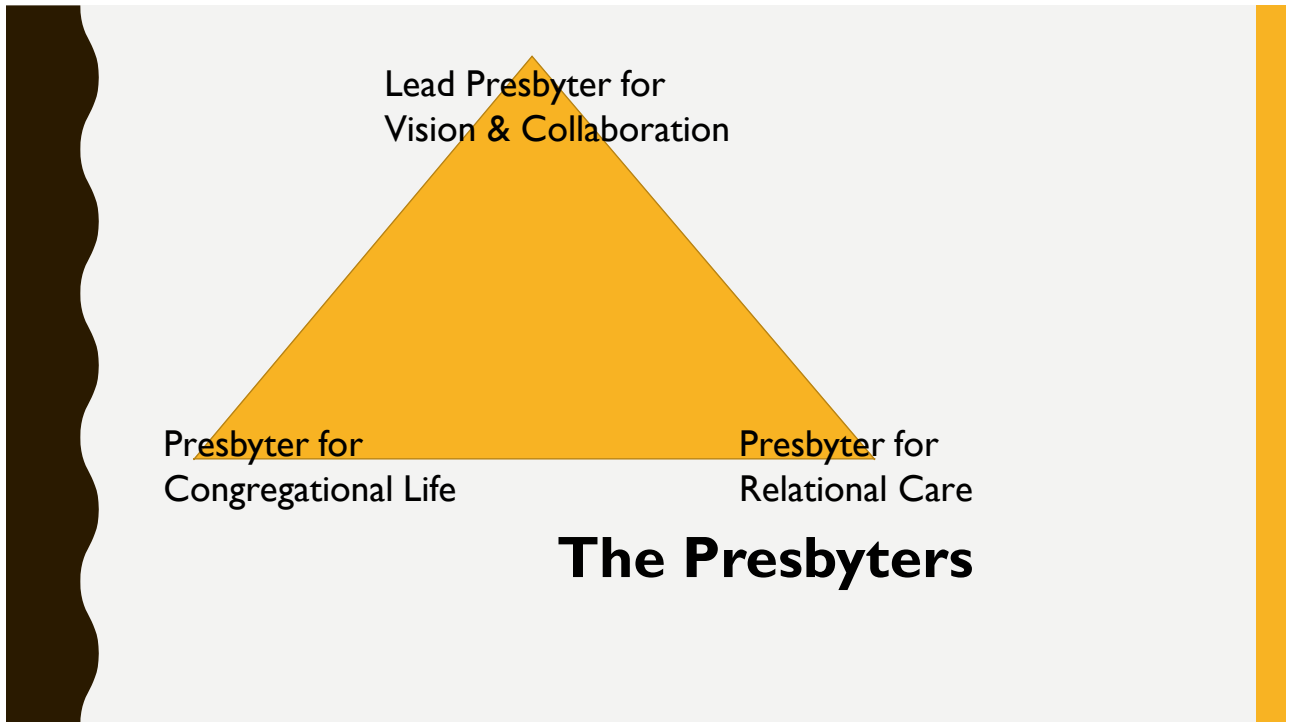 Lead Presbyter for
Vision & Collaboration
Presbyter for
Congregational Life
Presbyter for
Relational Care
The Presbyters